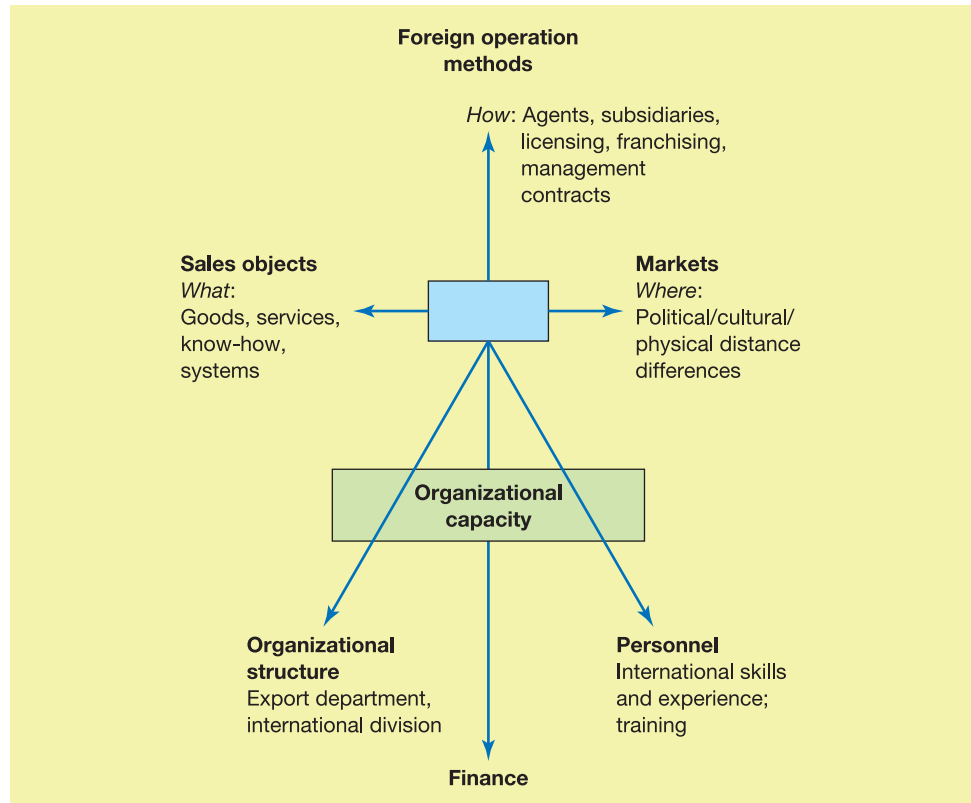 Foreign operation
methods
How: Agents, subsidiaries,
licensing, franchising,
management
contracts
Sales objects
What:
Goods, services,
know-how,
systems
Markets
Where:
Political/cultural/
physical distance
differences
Organizational
capacity
Organizational
structure
Export department,
international division
Personnel
International skills
and experience;
training
Finance